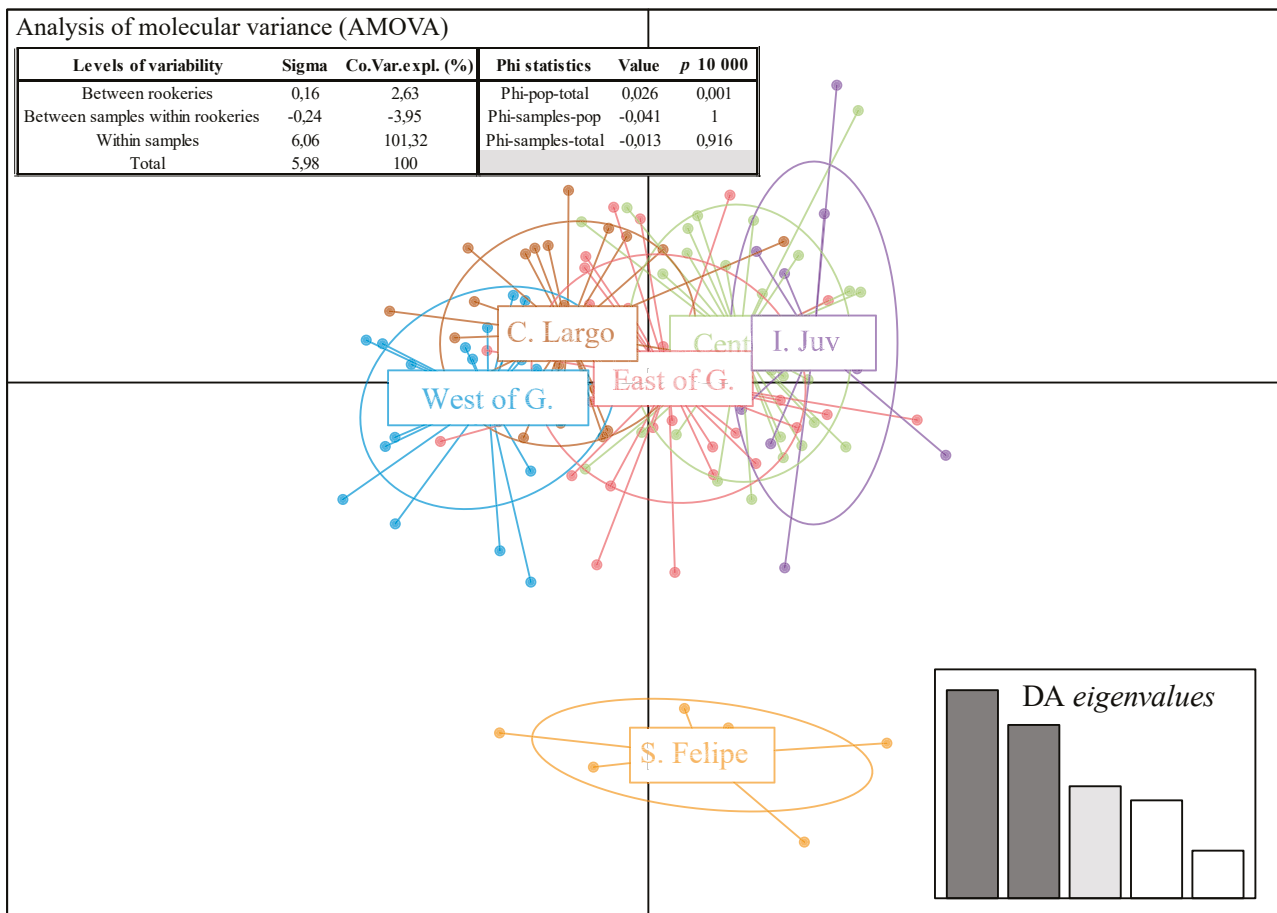 Analysis of molecular variance (AMOVA)
Levels of variability Sigma Co.Var.expl. (%) Phi statistics Value p 10 000
Between rookeries 0,16 2,63 Phi-pop-total 0,026 0,001
Between samples within rookeries -0,24 -3,95 Phi-samples-pop -0,041 1
Within samples 6,06 101,32 Phi-samples-total -0,013 0,916
Total 5,98 100
C. Largo
Cent
I. Juv
East of G.
West of G.
S. Felipe
DA eigenvalues